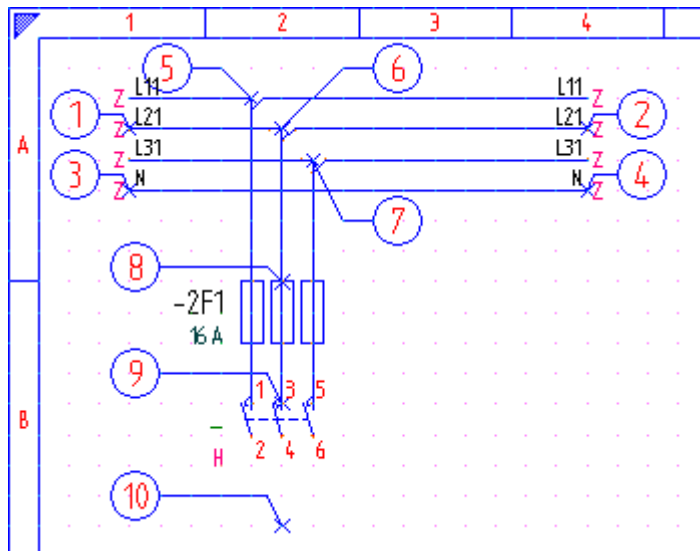 1 2 3 4
5 6
L11 L11
Z Z
1 L21 L21 2
Z Z
A L31 L31
Z Z
3 N N 4
Z Z
7
8
-2F1
16 A
9
1 3 5
B
–
H 2 4 6
10